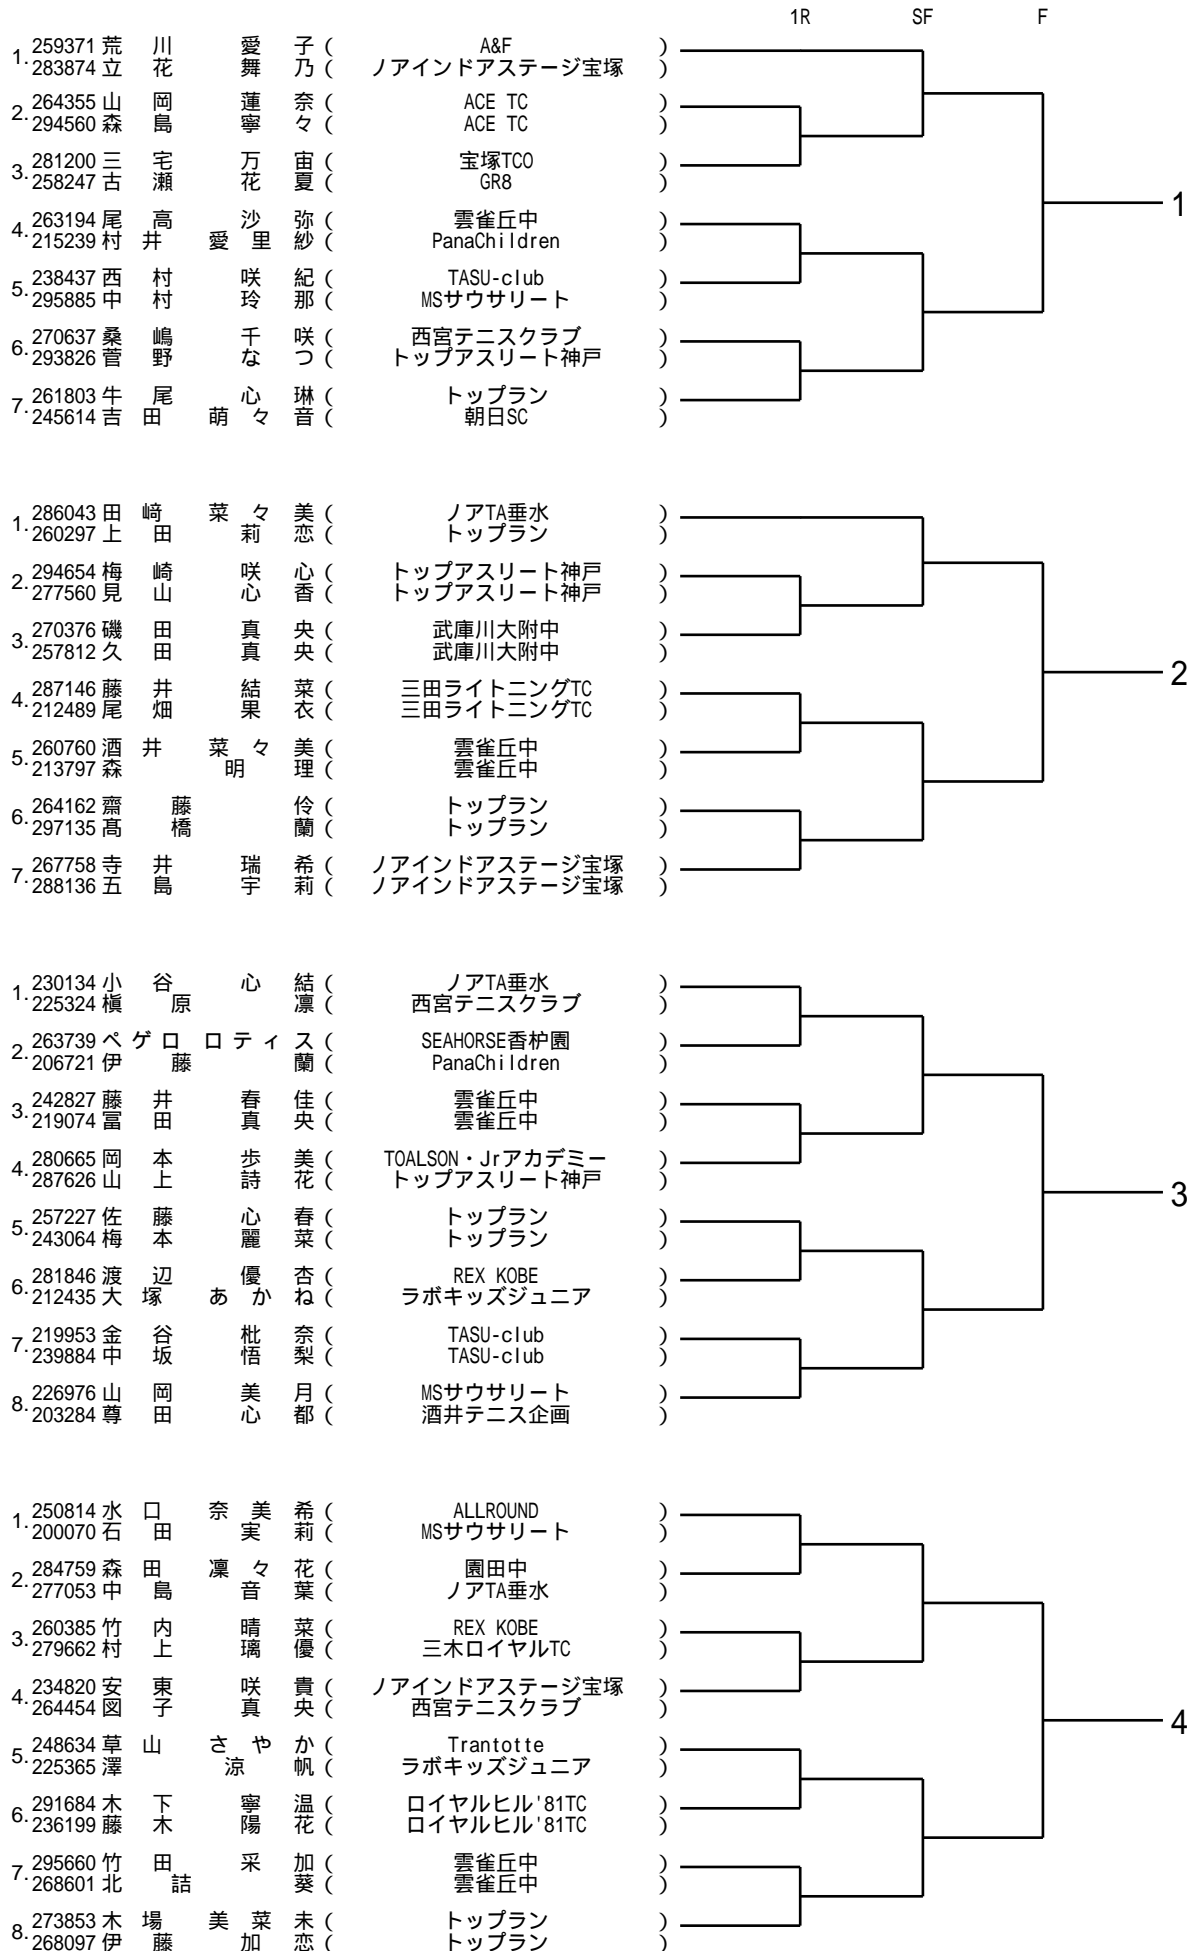 1R SF F
1. 259371 荒川 愛子 ( A&F )
283874 立花 舞乃 ( ノアインドアステージ宝塚 )
2. 264355 山岡 蓮奈 ( ACE TC )
294560 森島 寧々 ( ACE TC )
3. 281200 三宅 万宙 ( 宝塚TCO )
258247 古瀬 花夏 ( GR8 )
4. 263194 尾高 沙弥 ( 雲雀丘中 )
215239 村井 愛里紗 ( PanaChildren )
5. 238437 西村 咲紀 ( TASU-club )
295885 中村 玲那 ( MSサウサリート )
6. 270637 桑嶋 千咲 ( 西宮テニスクラブ )
293826 菅野 なつ ( トップアスリート神戸 )
7. 261803 牛尾 心琳 ( トップラン )
245614 吉田 萌々音 ( 朝日SC )
1
1. 286043 田﨑 菜々美 ( ノアTA垂水 )
260297 上田 莉恋 ( トップラン )
2. 294654 梅崎 咲心 ( トップアスリート神戸 )
277560 見山 心香 ( トップアスリート神戸 )
3. 270376 磯田 真央 ( 武庫川大附中 )
257812 久田 真央 ( 武庫川大附中 )
4. 287146 藤井 結菜 ( 三田ライトニングTC )
212489 尾畑 果衣 ( 三田ライトニングTC )
5. 260760 酒井 菜々美 ( 雲雀丘中 )
213797 森 明理 ( 雲雀丘中 )
6. 264162 齋藤 伶 ( トップラン )
297135 髙橋 蘭 ( トップラン )
7. 267758 寺井 瑞希 ( ノアインドアステージ宝塚 )
288136 五島 宇莉 ( ノアインドアステージ宝塚 )
2
1. 230134 小谷 心結 ( ノアTA垂水 )
225324 槇原 凛 ( 西宮テニスクラブ )
2. 263739 ペゲロ ロティス ( SEAHORSE香枦園 )
206721 伊藤 蘭 ( PanaChildren )
3. 242827 藤井 春佳 ( 雲雀丘中 )
219074 冨田 真央 ( 雲雀丘中 )
4. 280665 岡本 歩美 ( TOALSON・Jrアカデミー )
287626 山上 詩花 ( トップアスリート神戸 )
5. 257227 佐藤 心春 ( トップラン )
243064 梅本 麗菜 ( トップラン )
6. 281846 渡辺 優杏 ( REX KOBE )
212435 大塚 あかね ( ラボキッズジュニア )
7. 219953 金谷 枇奈 ( TASU-club )
239884 中坂 悟梨 ( TASU-club )
8. 226976 山岡 美月 ( MSサウサリート )
203284 尊田 心都 ( 酒井テニス企画 )
3
1. 250814 水口 奈美希 ( ALLROUND )
200070 石田 実莉 ( MSサウサリート )
2. 284759 森田 凜々花 ( 園田中 )
277053 中島 音葉 ( ノアTA垂水 )
3. 260385 竹内 晴菜 ( REX KOBE )
279662 村上 璃優 ( 三木ロイヤルTC )
4. 234820 安東 咲貴 ( ノアインドアステージ宝塚 )
264454 図子 真央 ( 西宮テニスクラブ )
5. 248634 草山 さやか ( Trantotte )
225365 澤 涼帆 ( ラボキッズジュニア )
6. 291684 木下 寧温 ( ロイヤルヒル'81TC )
236199 藤木 陽花 ( ロイヤルヒル'81TC )
7. 295660 竹田 采加 ( 雲雀丘中 )
268601 北詰 葵 ( 雲雀丘中 )
8. 273853 木場 美菜未 ( トップラン )
268097 伊藤 加恋 ( トップラン )
4